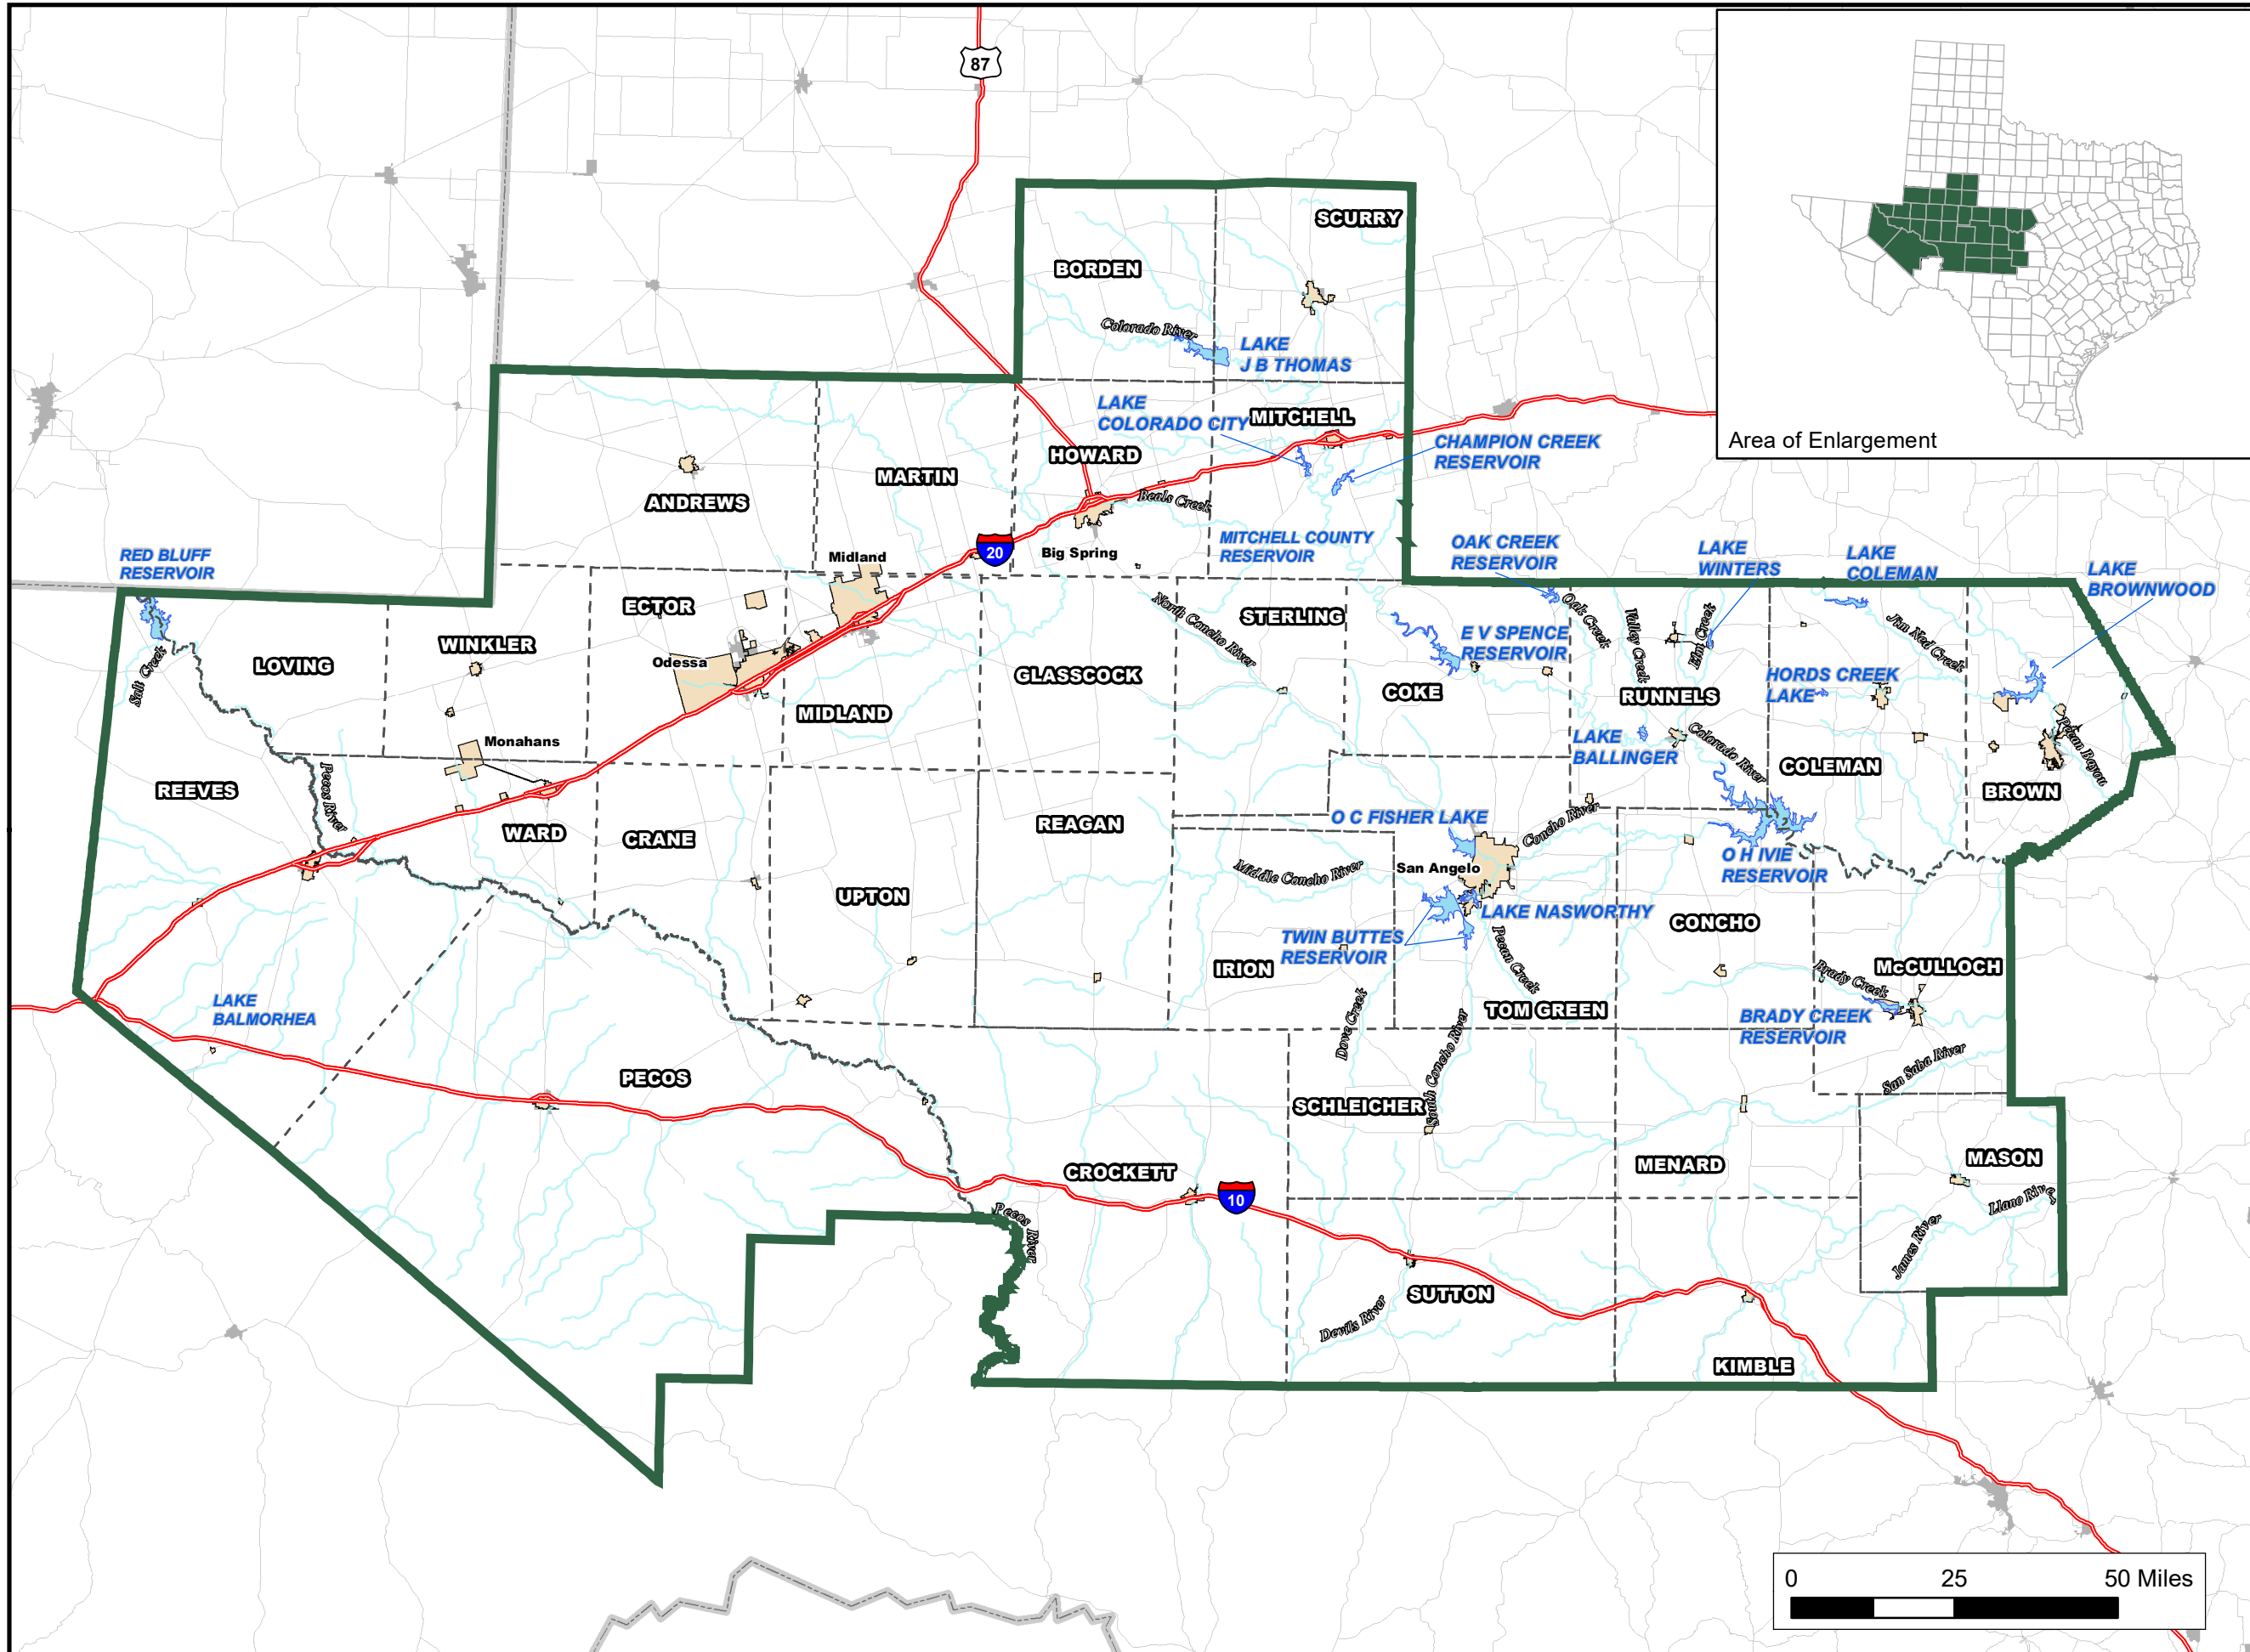 87
Area of Enlargement
SCURRY
BORDEN
Colorado River
LAKE
J B THOMAS
LAKE
COLORADO CITY
MITCHELL
CHAMPION CREEK
RESERVOIR
HOWARD
MARTIN
ANDREWS
Beals Creek
MITCHELL COUNTY
RESERVOIR
20
Big Spring
Midland
OAK CREEK
RESERVOIR
LAKE
WINTERS
LAKE
COLEMAN
LAKE
BROWNWOOD
RED BLUFF
RESERVOIR
ECTOR
STERLING
North Concho River
Oak Creek
Valley Creek
Elm Creek
Jim Ned Creek
E V SPENCE
RESERVOIR
WINKLER
LOVING
Salt Creek
Odessa
GLASSCOCK
COKE
RUNNELS
HORDS CREEK
LAKE
MIDLAND
Monahans
LAKE
BALLINGER
Colorado River
COLEMAN
Pecan Bayou
BROWN
REEVES
Pecos River
WARD
CRANE
REAGAN
O C FISHER LAKE
Concho River
O H IVIE
RESERVOIR
Middle Concho River
San Angelo
UPTON
LAKE NASWORTHY
CONCHO
TWIN BUTTES
RESERVOIR
IRION
Pecan Creek
McCULLOCH
Brady Creek
LAKE
BALMORHEA
TOM GREEN
BRADY CREEK
RESERVOIR
Dove Creek
South Concho River
San Saba River
PECOS
SCHLEICHER
CROCKETT
MENARD
MASON
10
Llano River
Pecos River
James River
SUTTON
Devils River
KIMBLE
0 25 50 Miles